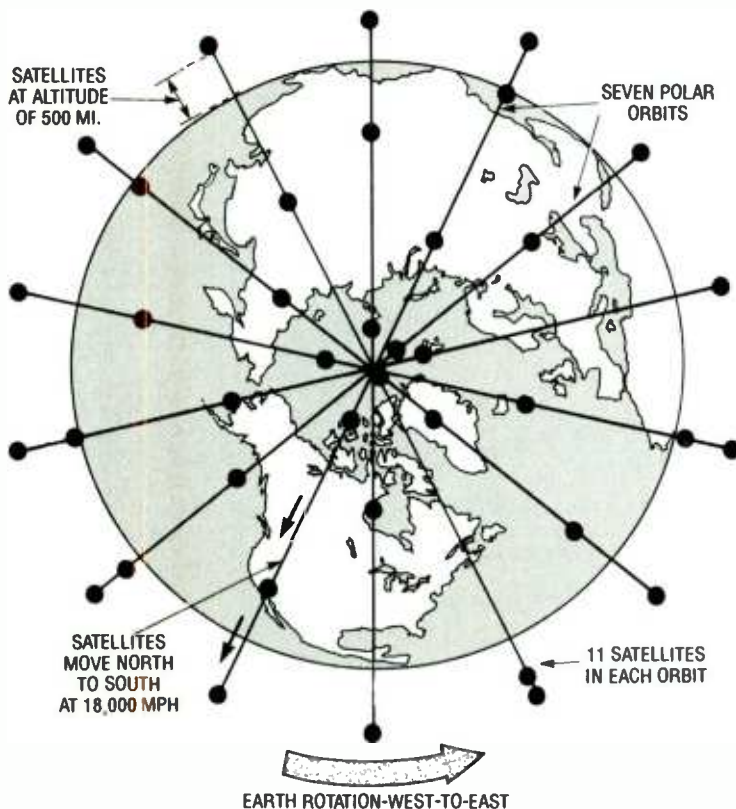 SATELLITES
AT ALTITUDE
OF 500 MI.
SEVEN POLAR
ORBITS
SATELLITES
MOVE NORTH
TO SOUTH
AT 18,000 MPH
11 SATELLITES
IN EACH ORBIT
EARTH ROTATION-WEST-TO-EAST